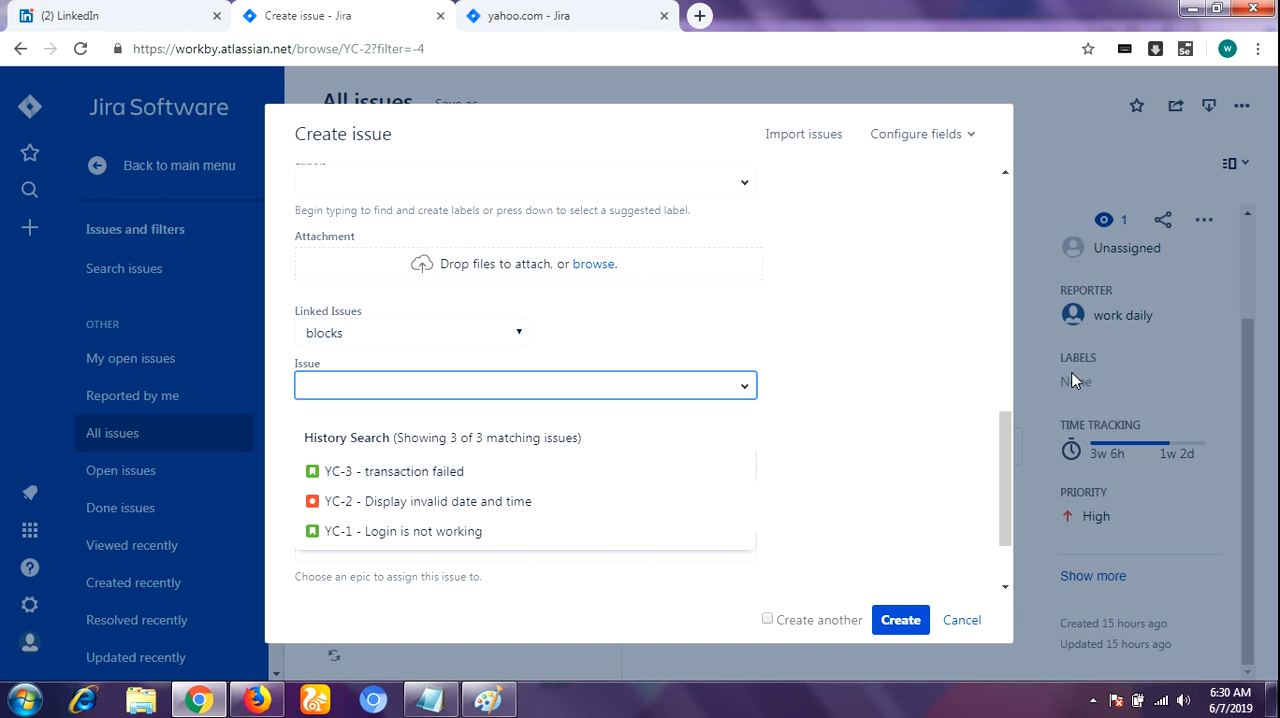 (2) LinkedIn
Create issue - Jira
yahoo.com - Jira
https://workby.atlassian.net/browse/YC-2?filter=-4
Se
w
Jira Software
All issues
Save as
Back to main menu
Issues and filters
Search issues
OTHER
My open issues
Reported by me
All issues
Open issues
Done issues
Viewed recently
Created recently
Resolved recently
Updated recently
Create issue
Import issues
Configure fields
Labels
Begin typing to find and create labels or press down to select a suggested label.
Attachment
Drop files to attach, or browse.
Linked Issues
blocks
Issue
History Search (Showing 3 of 3 matching issues)
YC-3 - transaction failed
YC-2 - Display invalid date and time
YC-1 - Login is not working
Choose an epic to assign this issue to.
Create another
Create
Cancel
1
Unassigned
REPORTER
work daily
LABELS
None
TIME TRACKING
3w 6h
1w 2d
PRIORITY
High
Show more
Created 15 hours ago
Updated 15 hours ago
6:30 AM
6/7/2019